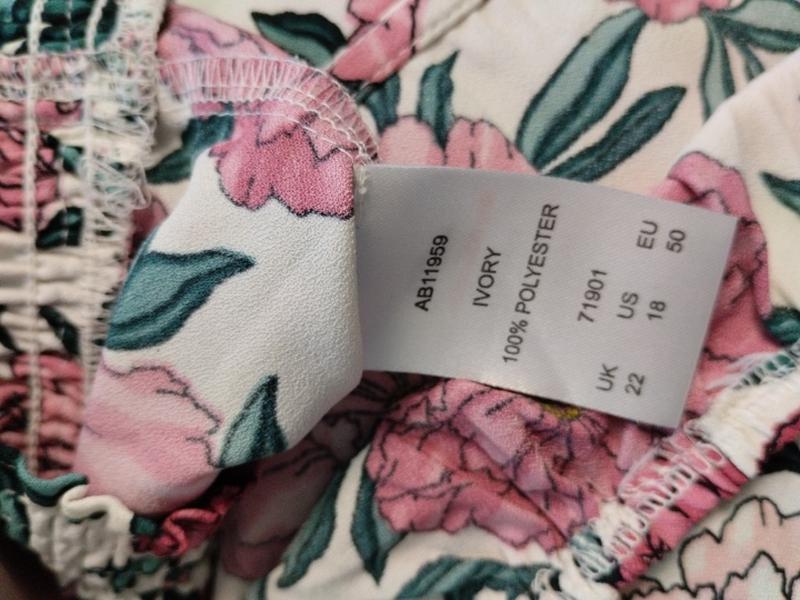 AB11959
IVORY
100% POLYESTER
71901
UK US EU
22 18 50